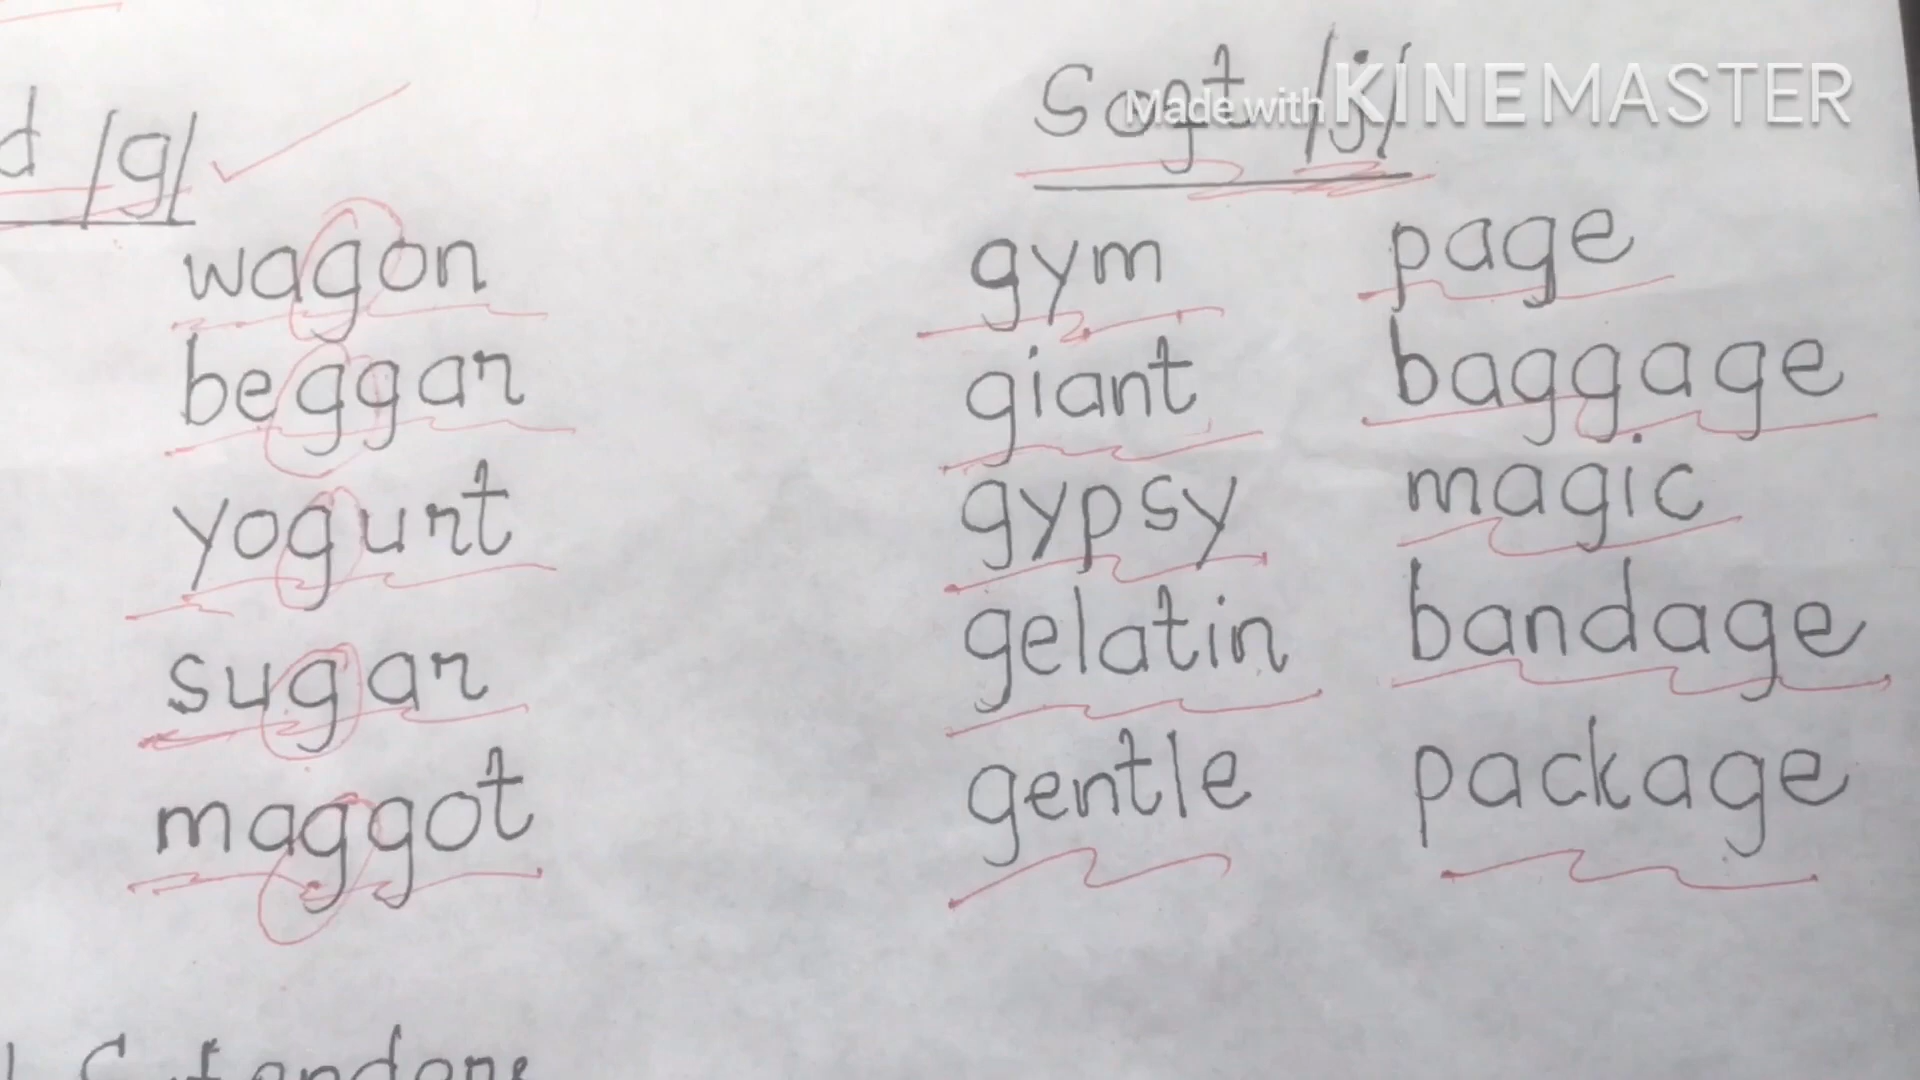 d /g/
wagon
beggar
yogurt
sugar
maggot
Soft /j/
Made with KINEMASTER
gym page
giant baggage
gypsy magic
gelatin bandage
gentle package